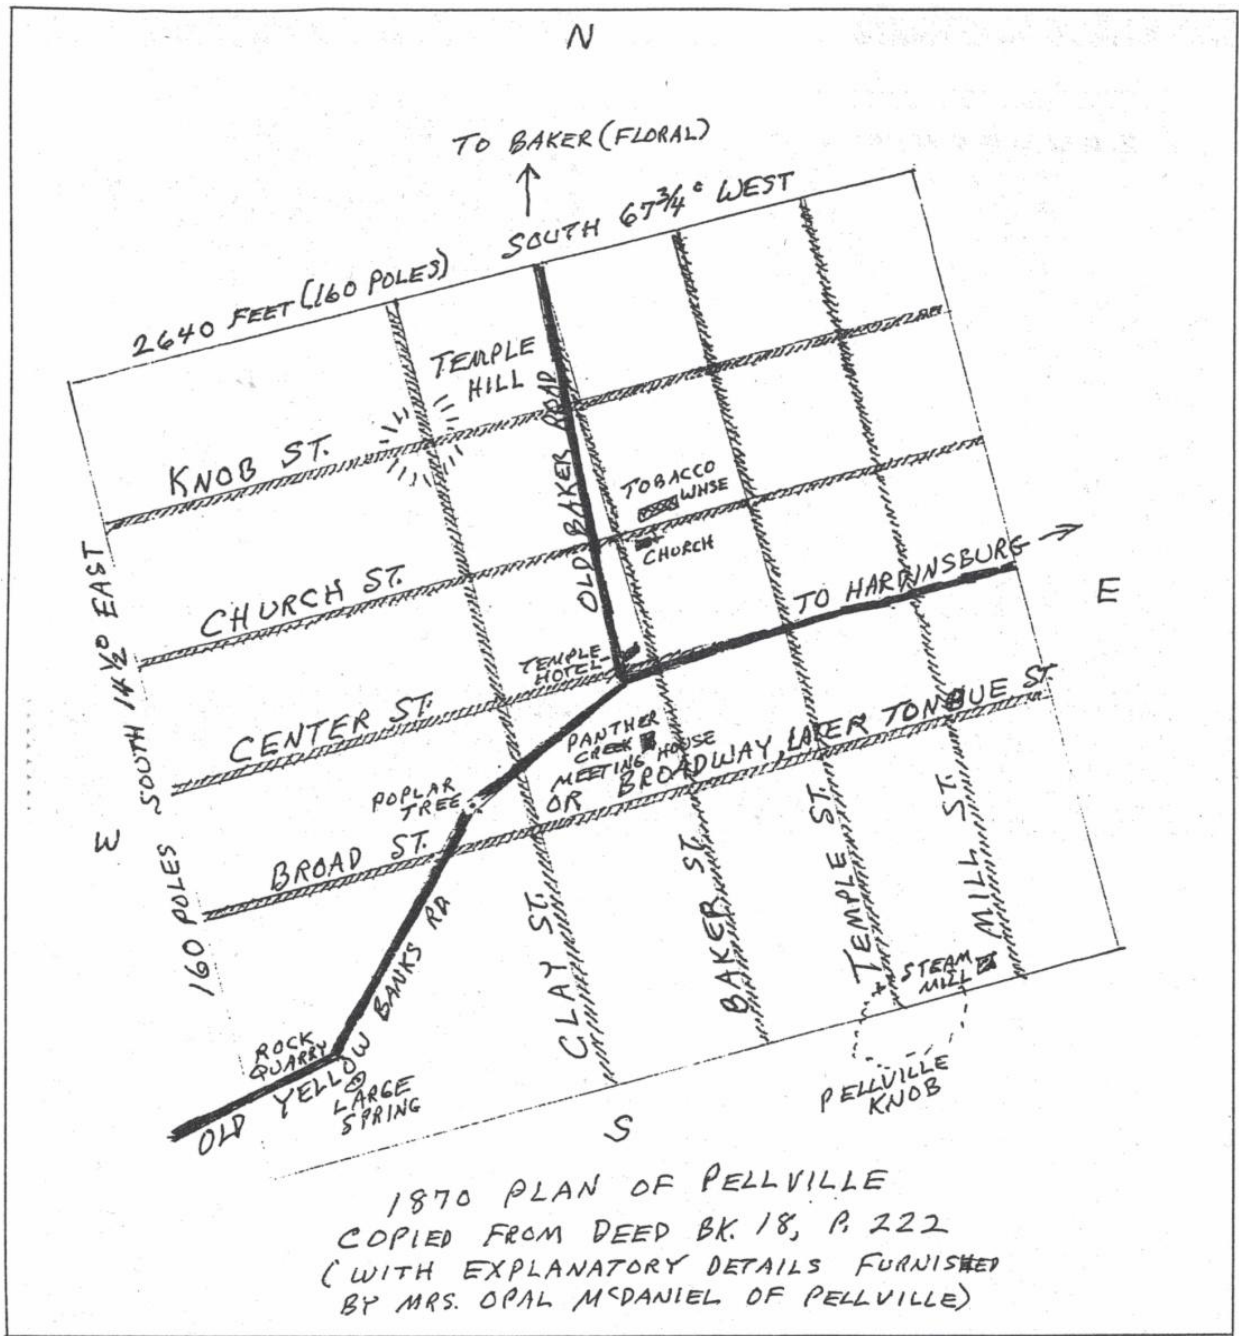 N
TO BAKER (FLORAL)
SOUTH 67 3/4° WEST
2640 FEET (160 POLES)
TEMPLE
HILL
KNOB ST.
OLD BAKER ROAD
TOBACCO
WHSE
CHURCH
CHURCH ST.
TO HARDINSBURG
E
160 POLES SOUTH 14 1/2° EAST
TEMPLE
HOTEL
CENTER ST.
PANTHER
CREEK
MEETING HOUSE
POPLAR
TREE
W
BROAD ST. OR BROADWAY, LATER TONGUE ST.
CLAY ST.
BAKER ST.
TEMPLE ST.
MILL ST.
STEAM
MILL
ROCK
QUARRY
OLD YELLOW BANKS RD
LARGE
SPRING
PELLVILLE
KNOB
S
1870 PLAN OF PELLVILLE
COPIED FROM DEED BK. 18, P. 222
(WITH EXPLANATORY DETAILS FURNISHED
BY MRS. OPAL McDANIEL OF PELLVILLE)